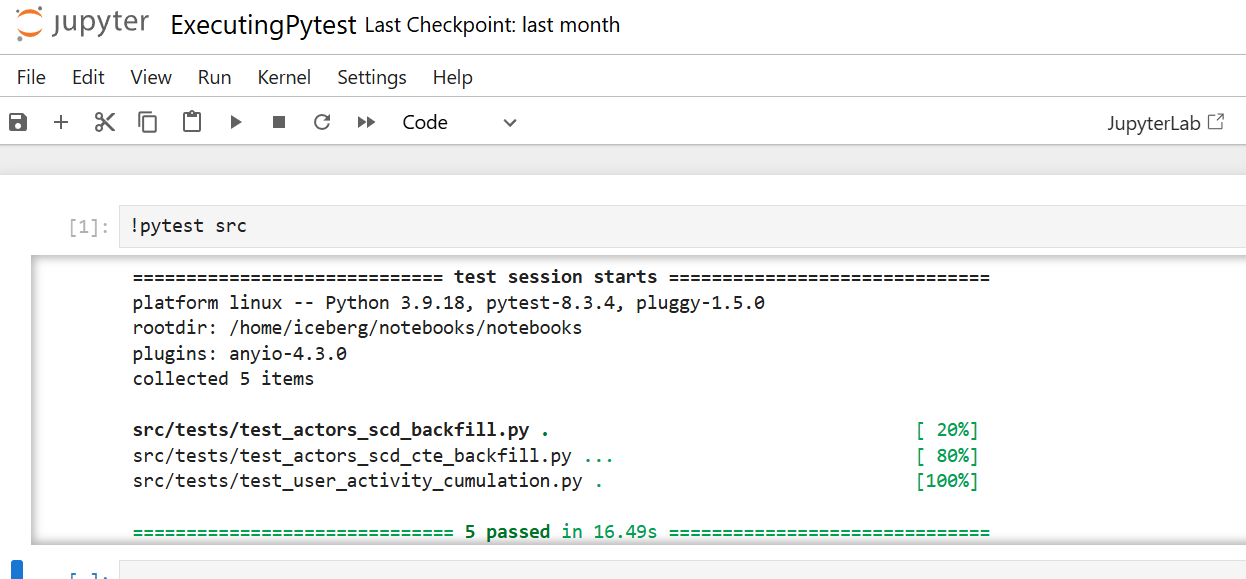 jupyter ExecutingPytest Last Checkpoint: last month
File Edit View Run Kernel Settings Help
Code JupyterLab
[1]: !pytest src
============================= test session starts ==============================
platform linux -- Python 3.9.18, pytest-8.3.4, pluggy-1.5.0
rootdir: /home/iceberg/notebooks/notebooks
plugins: anyio-4.3.0
collected 5 items
src/tests/test_actors_scd_backfill.py . [ 20%]
src/tests/test_actors_scd_cte_backfill.py ... [ 80%]
src/tests/test_user_activity_cumulation.py . [100%]
============================== 5 passed in 16.49s ==============================
[ ]: